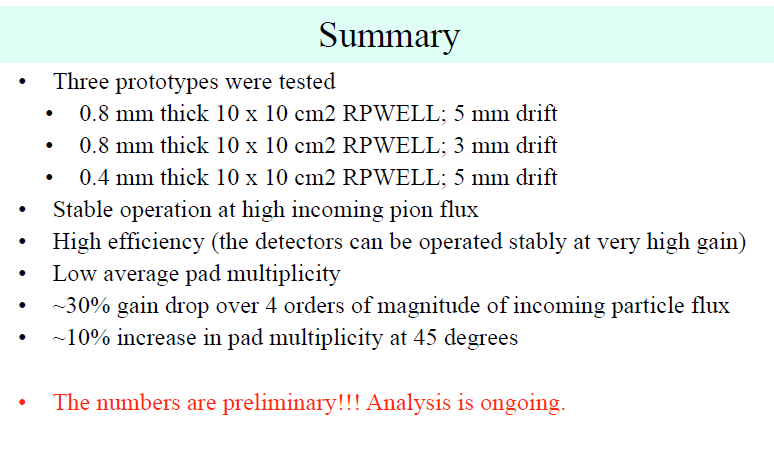 Summary
• Three prototypes were tested
• 0.8 mm thick 10 x 10 cm2 RPWELL; 5 mm drift
• 0.8 mm thick 10 x 10 cm2 RPWELL; 3 mm drift
• 0.4 mm thick 10 x 10 cm2 RPWELL; 5 mm drift
• Stable operation at high incoming pion flux
• High efficiency (the detectors can be operated stably at very high gain)
• Low average pad multiplicity
• ~30% gain drop over 4 orders of magnitude of incoming particle flux
• ~10% increase in pad multiplicity at 45 degrees
• The numbers are preliminary!!! Analysis is ongoing.